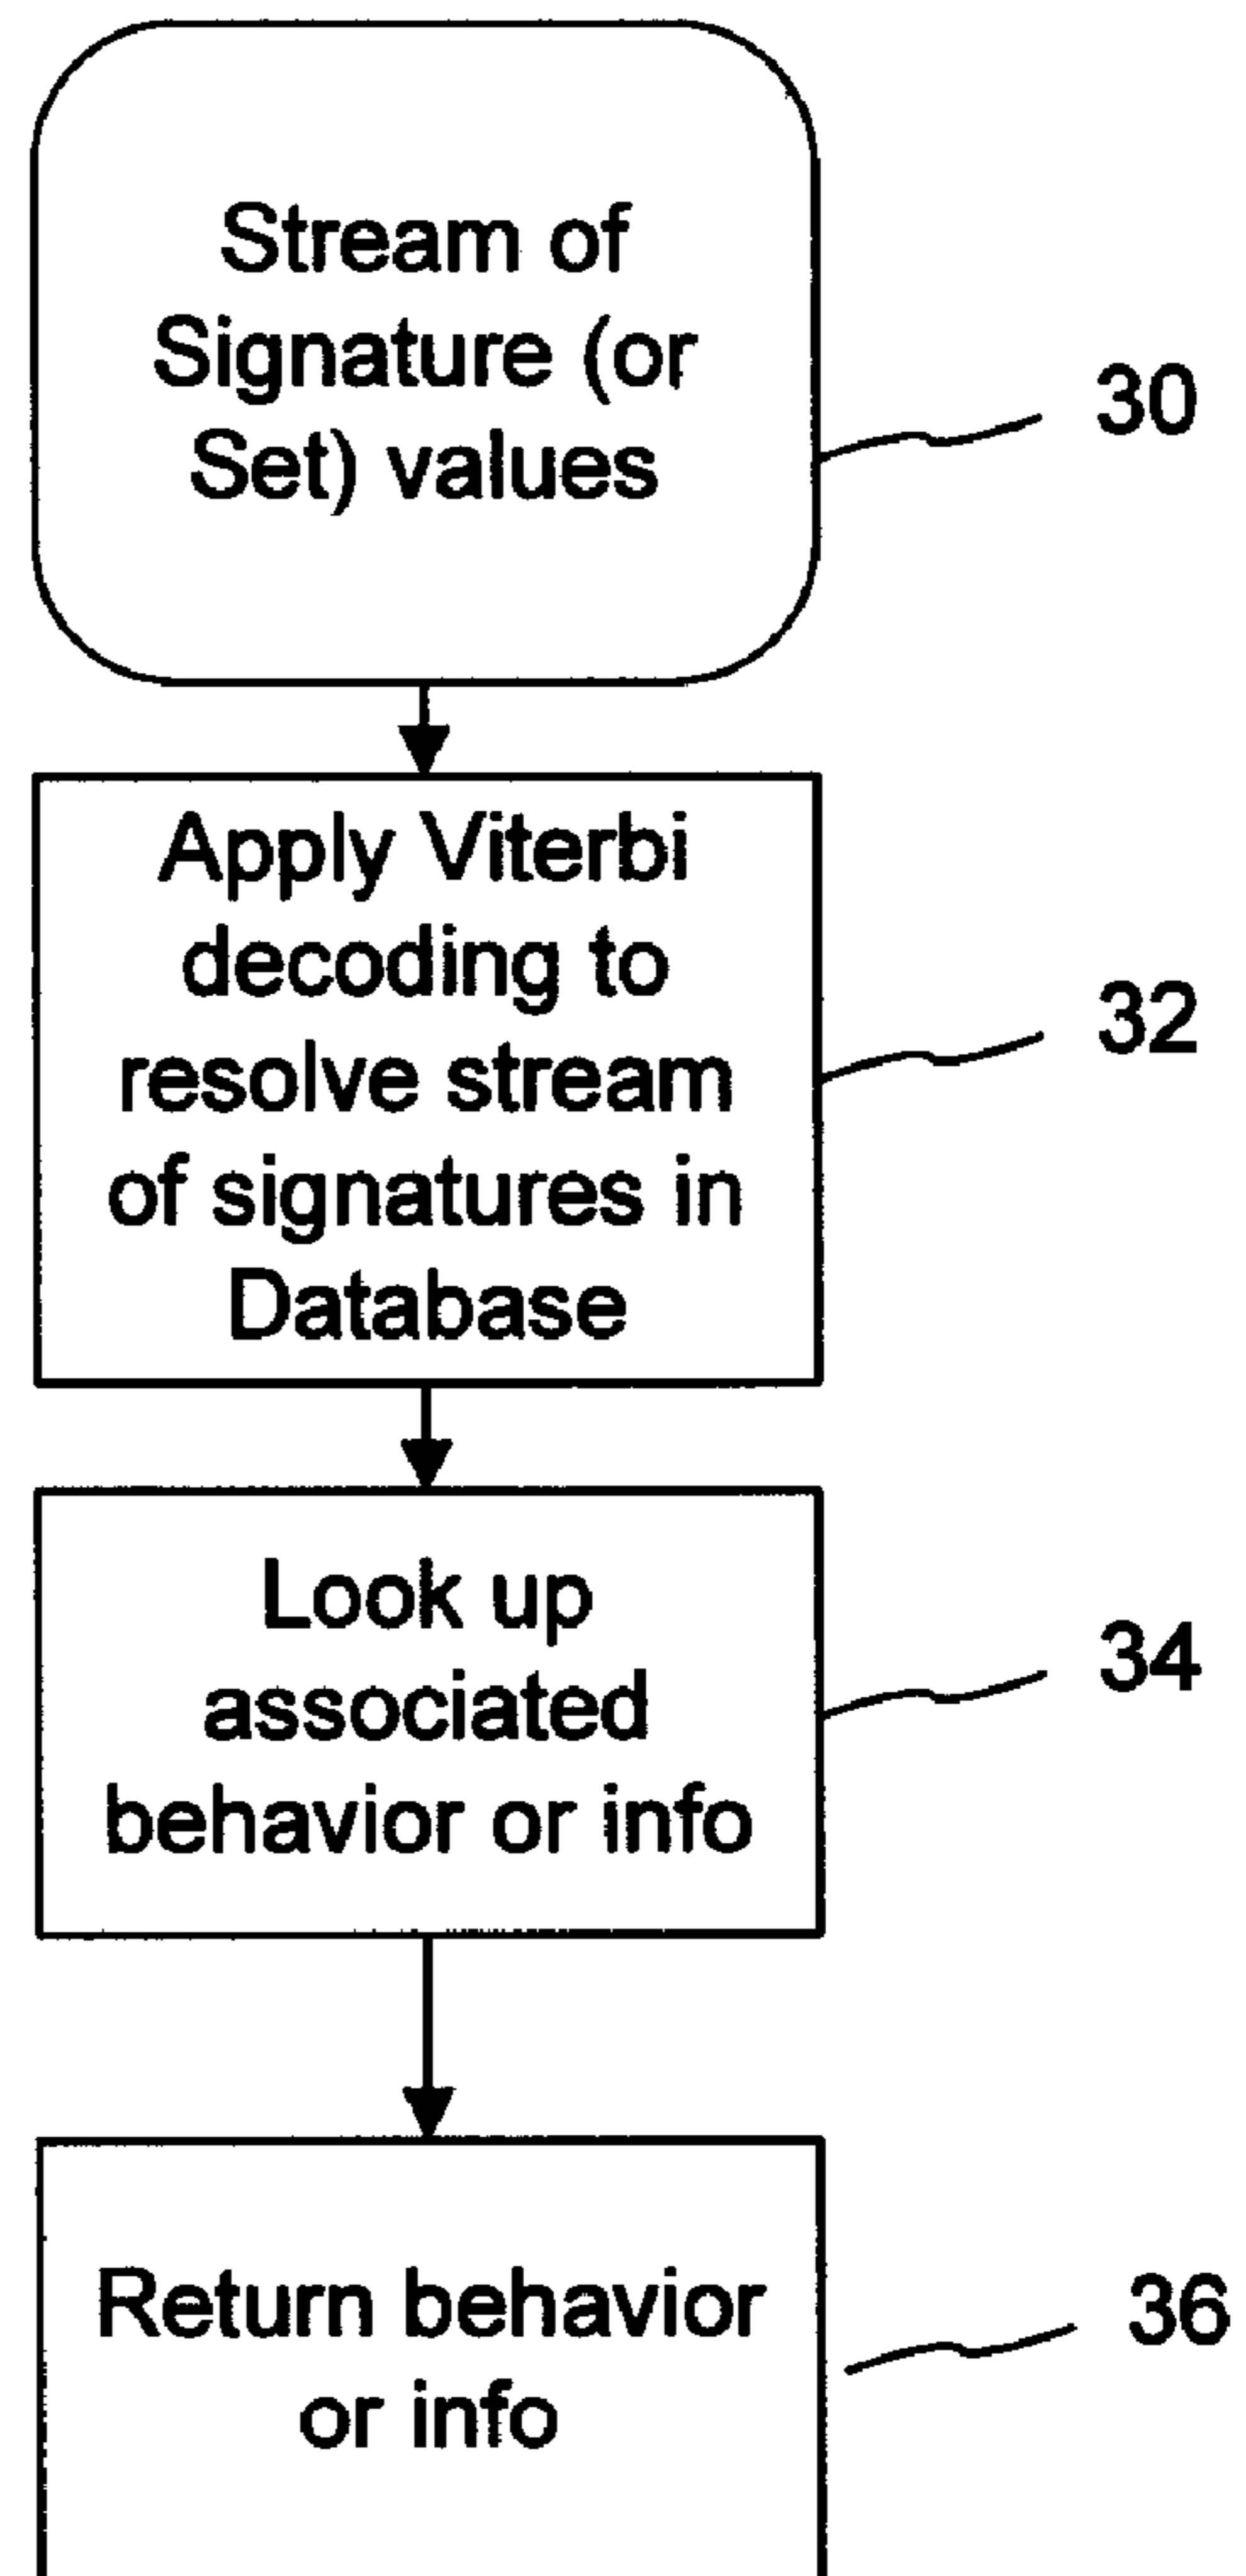 Stream of
Signature (or
Set) values
30
Apply Viterbi
decoding to
resolve stream
of signatures in
Database
32
Look up
associated
behavior or info
34
Return behavior
or info
36